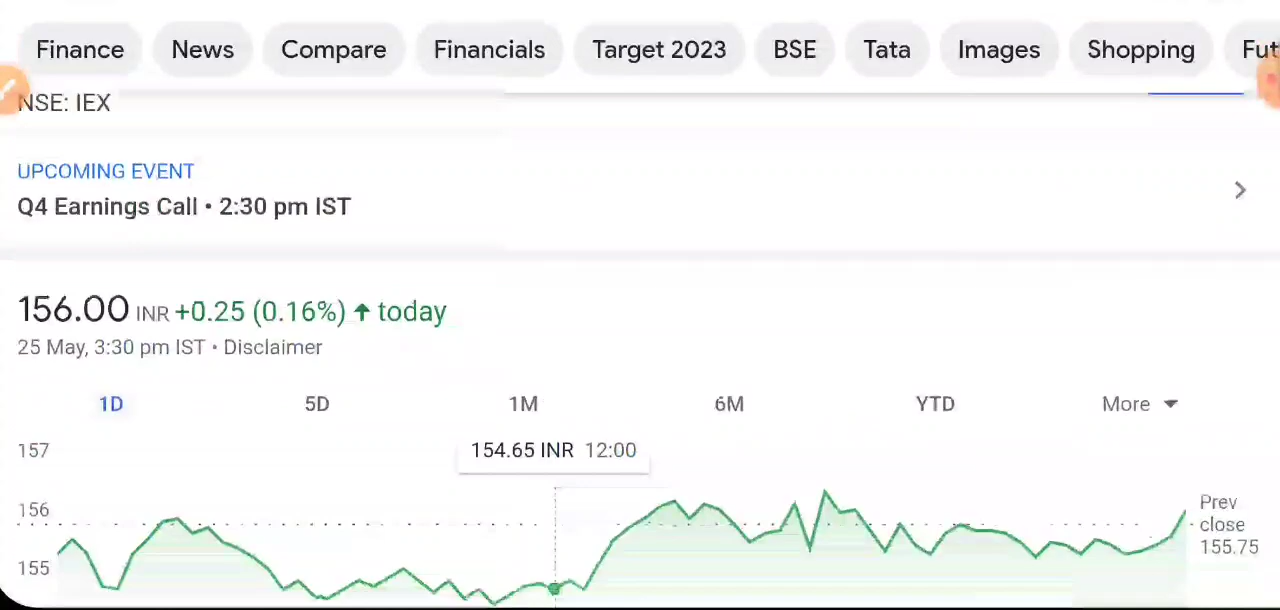 Finance News Compare Financials Target 2023 BSE Tata Images Shopping Fut
NSE: IEX
UPCOMING EVENT
Q4 Earnings Call • 2:30 pm IST
156.00 INR +0.25 (0.16%) ↑ today
25 May, 3:30 pm IST • Disclaimer
1D 5D 1M 6M YTD More
157
154.65 INR 12:00
156
Prev
close
155.75
155